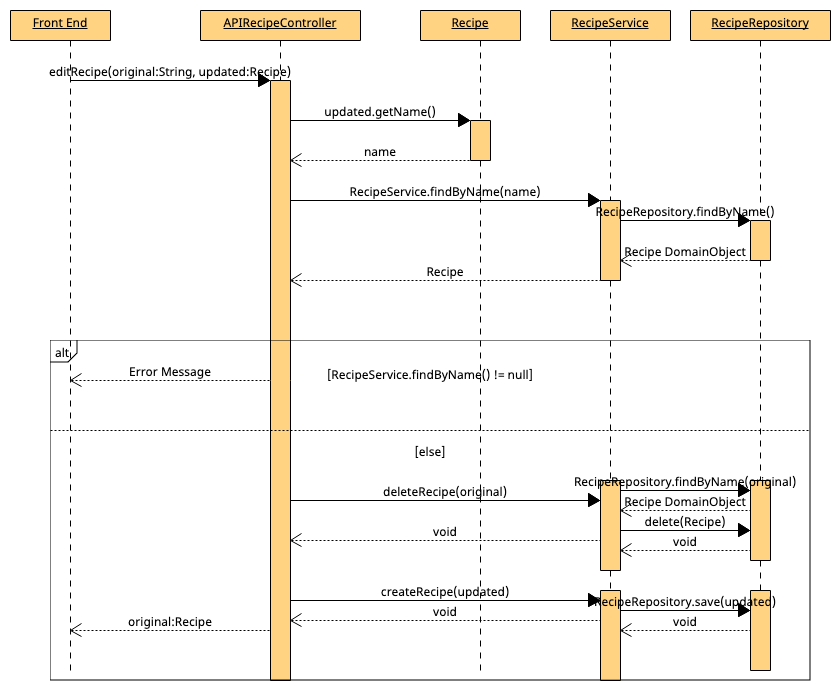 Front End
APIRecipeController
Recipe
RecipeService
RecipeRepository
editRecipe(original:String, updated:Recipe)
updated.getName()
name
RecipeService.findByName(name)
RecipeRepository.findByName()
Recipe DomainObject
Recipe
alt
Error Message
[RecipeService.findByName() != null]
[else]
RecipeRepository.findByName(original)
deleteRecipe(original)
Recipe DomainObject
delete(Recipe)
void
void
createRecipe(updated)
RecipeRepository.save(updated)
void
original:Recipe
void